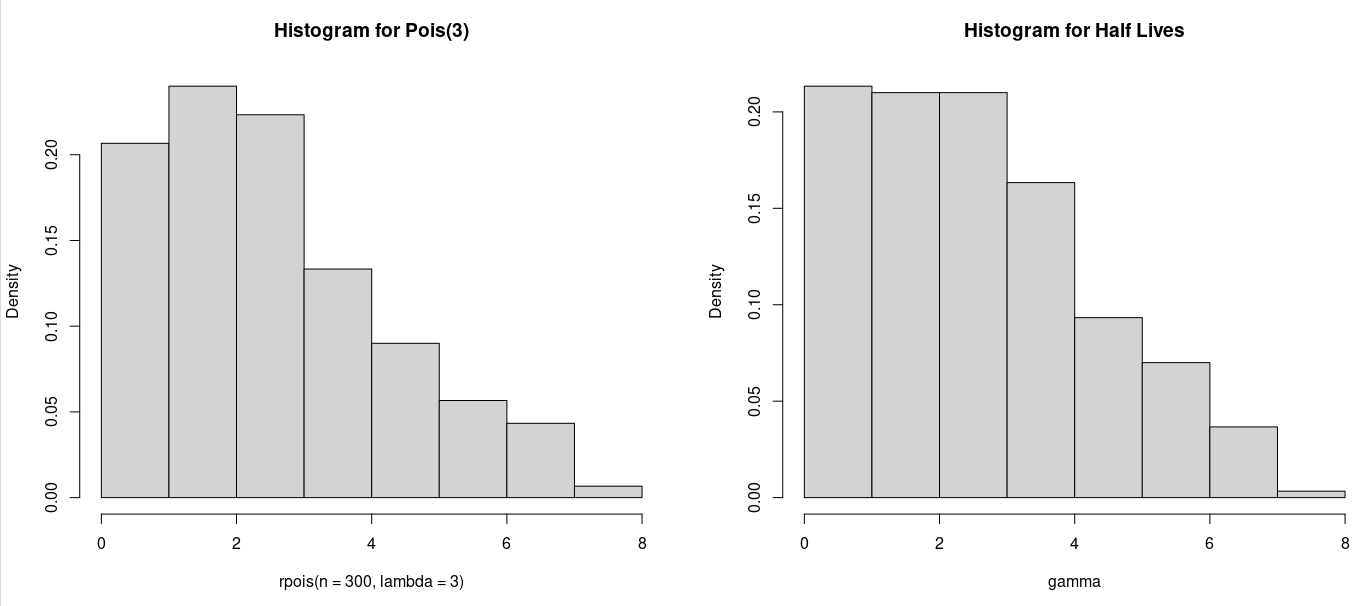 Histogram for Pois(3)
Density
0.00 0.05 0.10 0.15 0.20
0 2 4 6 8
rpois(n = 300, lambda = 3)
Histogram for Half Lives
Density
0.00 0.05 0.10 0.15 0.20
0 2 4 6 8
gamma